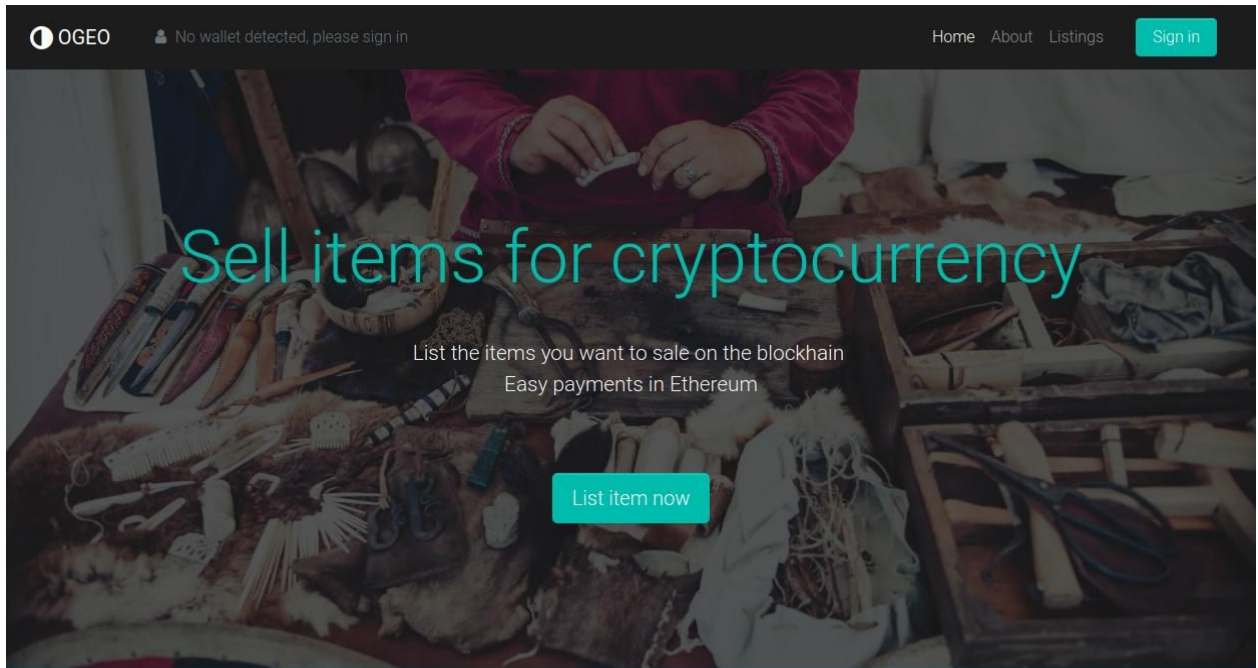 OGEO
No wallet detected, please sign in
Home About Listings Sign in
Sell items for cryptocurrency
List the items you want to sale on the blockhain
Easy payments in Ethereum
List item now